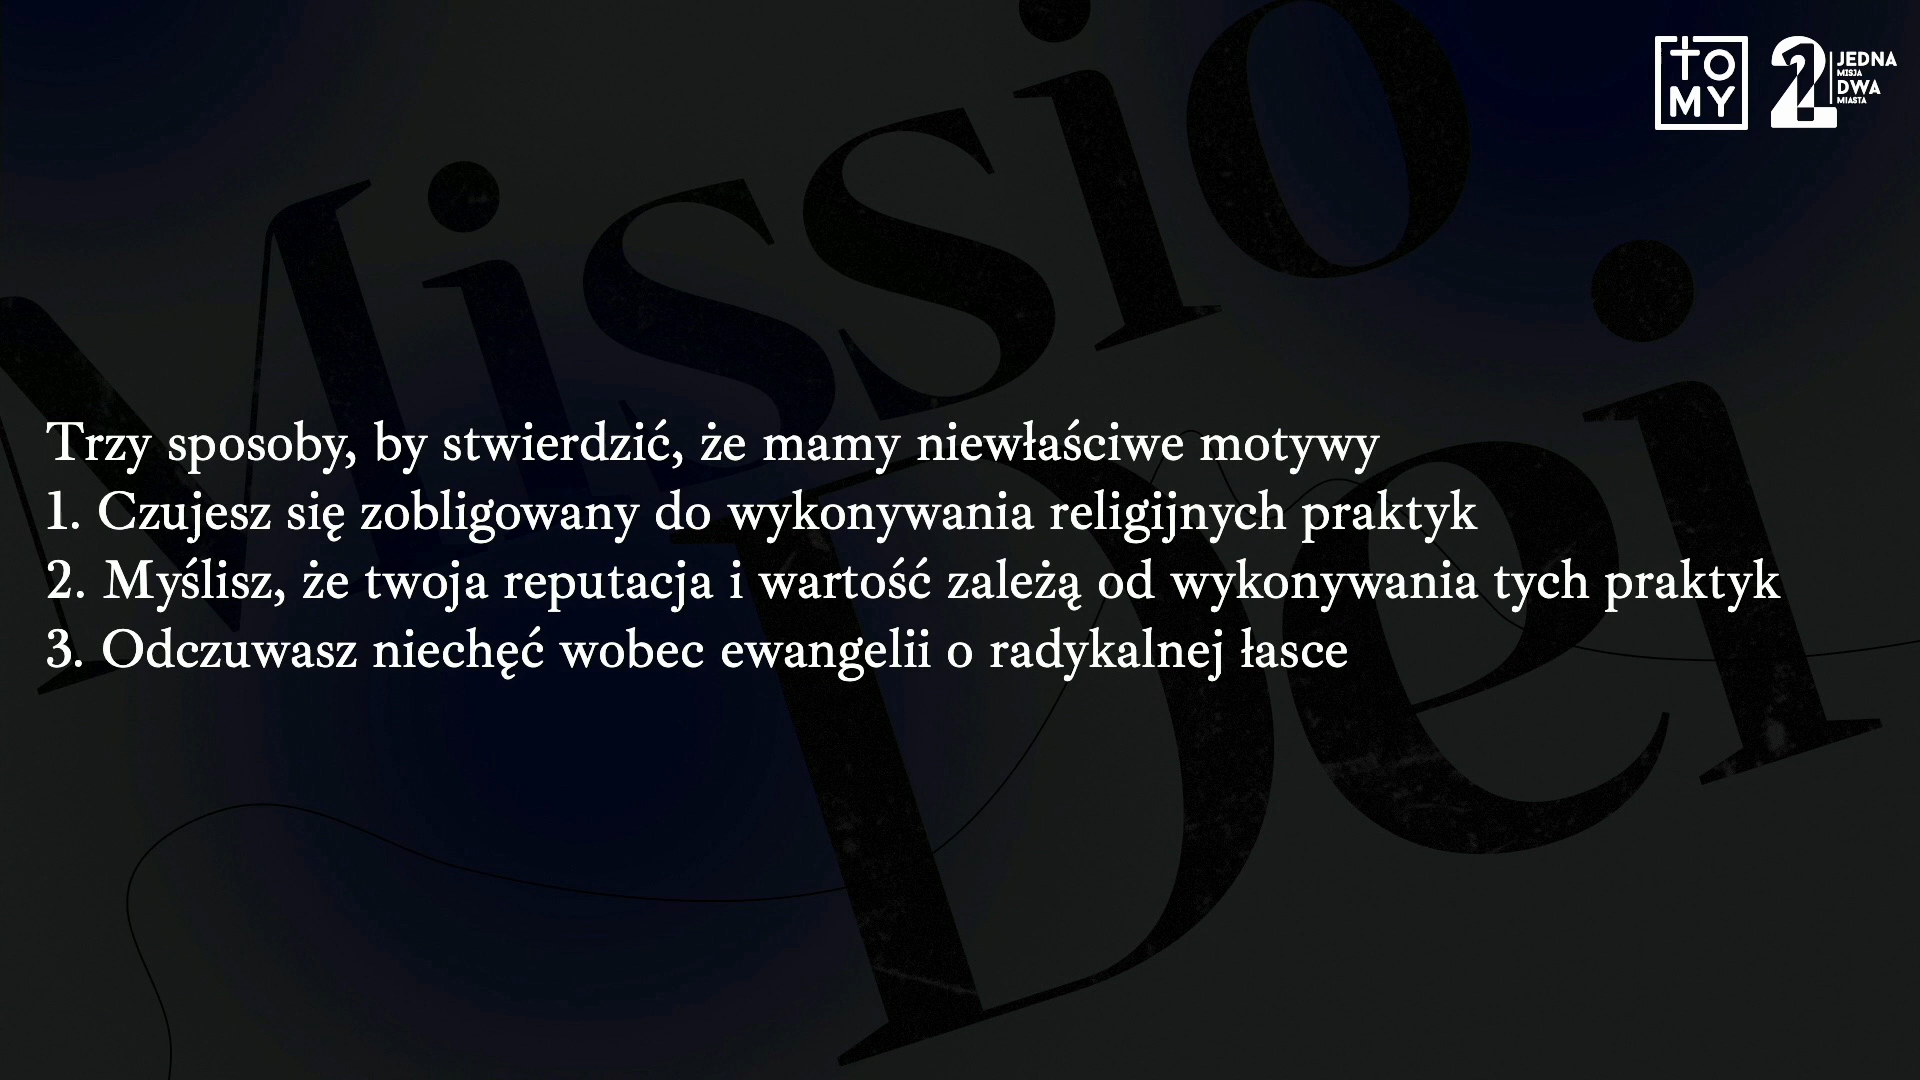 TO
MY
2
JEDNA
MISJA
DWA
MIASTA
Missio
Dei
Trzy sposoby, by stwierdzić, że mamy niewłaściwe motywy
1. Czujesz się zobligowany do wykonywania religijnych praktyk
2. Myślisz, że twoja reputacja i wartość zależą od wykonywania tych praktyk
3. Odczuwasz niechęć wobec ewangelii o radykalnej łasce